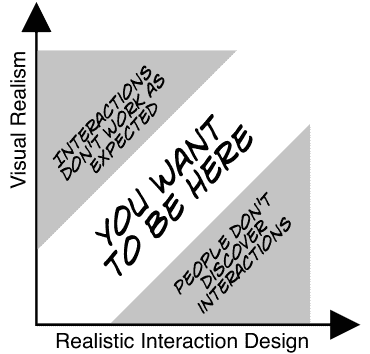 Visual Realism
INTERACTIONS
DON'T WORK AS
EXPECTED
YOU WANT
TO BE HERE
PEOPLE DON'T
DISCOVER
INTERACTIONS
Realistic Interaction Design